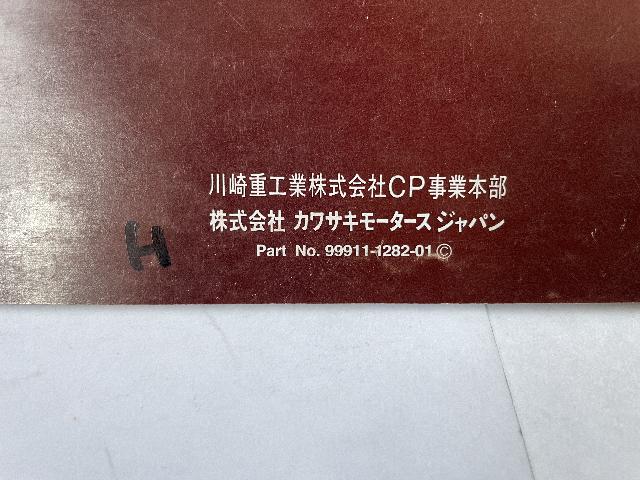 川崎重工業株式会社CP事業本部
株式会社 カワサキモータースジャパン
H
Part No. 99911-1282-01 ©